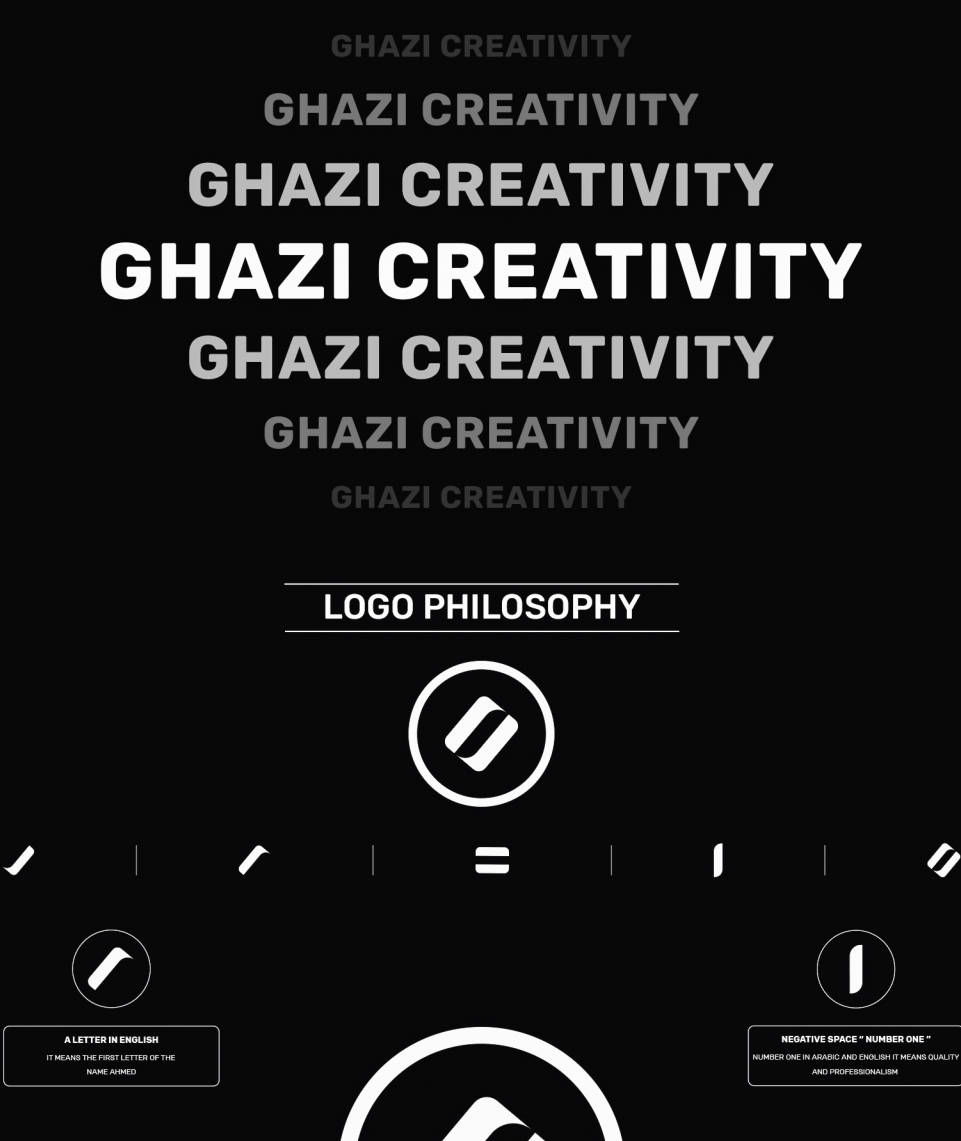 GHAZI CREATIVITY
GHAZI CREATIVITY
GHAZI CREATIVITY
GHAZI CREATIVITY
GHAZI CREATIVITY
GHAZI CREATIVITY
GHAZI CREATIVITY
LOGO PHILOSOPHY
A LETTER IN ENGLISH
IT MEANS THE FIRST LETTER OF THE
NAME AHMED
NEGATIVE SPACE “ NUMBER ONE ”
NUMBER ONE IN ARABIC AND ENGLISH IT MEANS QUALITY
AND PROFESSIONALISM